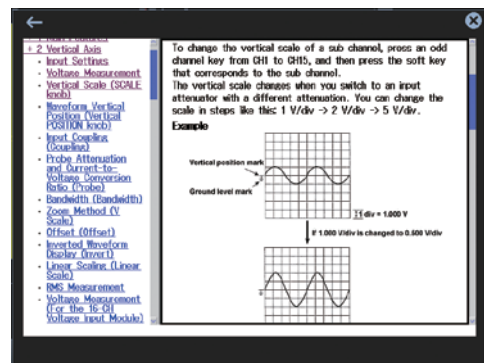 2 Vertical Axis
Input Settings
Voltage Measurement
Vertical Scale (SCALE
knob)
Waveform Vertical
Position (Vertical
POSITION knob)
Input Coupling
(Coupling)
Probe Attenuation
and Current-to-
Voltage Conversion
Ratio (Probe)
Bandwidth (Bandwidth)
Zoom Method (V
Scale)
Offset (Offset)
Inverted Waveform
Display (Invert)
Linear Scaling (Linear
Scale)
RMS Measurement
Voltage Measurement
(For the 16-CH
Voltage Input Module)
To change the vertical scale of a sub channel, press an odd
channel key from CH1 to CH15, and then press the soft key
that corresponds to the sub channel.
The vertical scale changes when you switch to an input
attenuator with a different attenuation. You can change the
scale in steps like this: 1 V/div -> 2 V/div -> 5 V/div.
Example
Vertical position mark
Ground level mark
1 div = 1.000 V
If 1.000 V/div is changed to 0.500 V/div